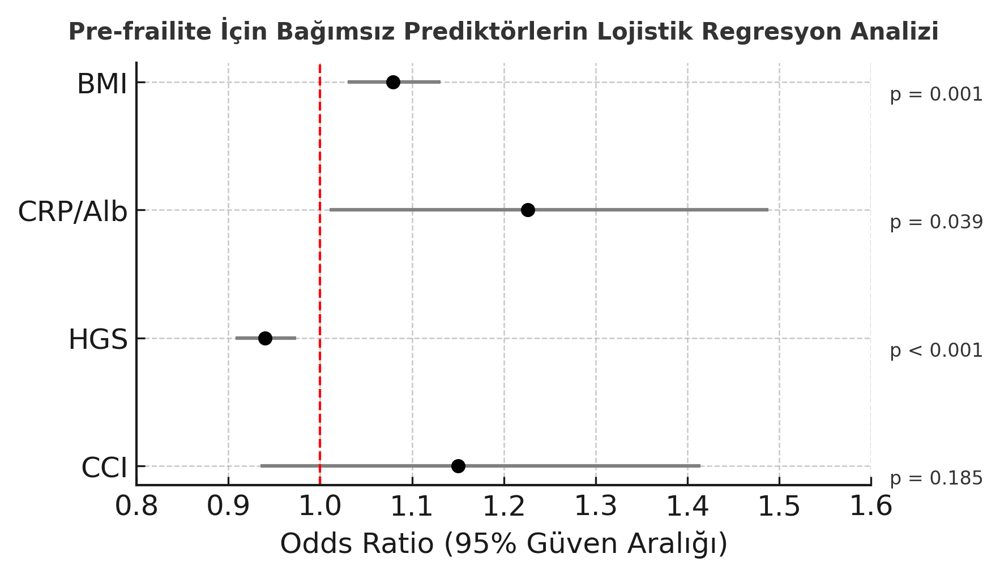 Pre-frailite İçin Bağımsız Prediktörlerin Lojistik Regresyon Analizi
BMI
p = 0.001
CRP/Alb
p = 0.039
HGS
p < 0.001
CCI
p = 0.185
0.8 0.9 1.0 1.1 1.2 1.3 1.4 1.5 1.6
Odds Ratio (95% Güven Aralığı)